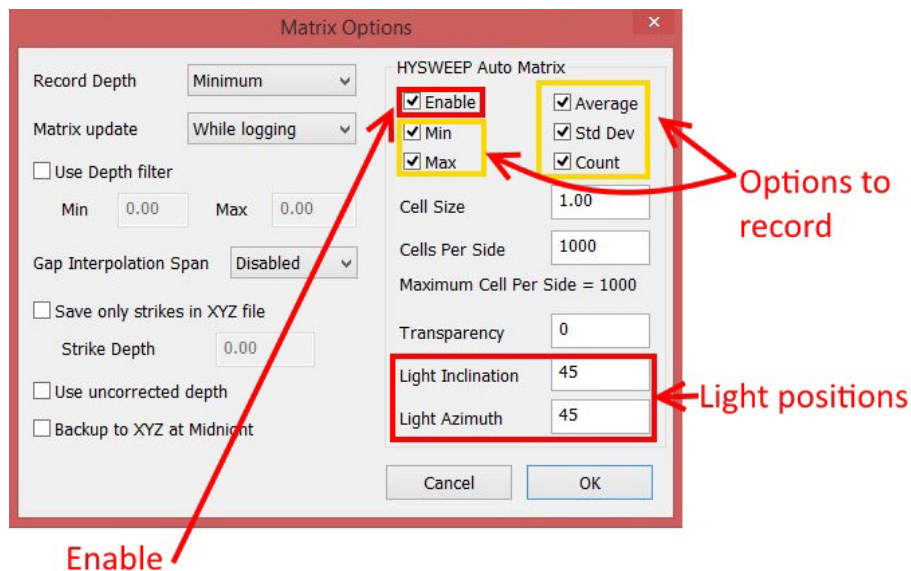 Matrix Options
×
Record Depth Minimum
Matrix update While logging
Use Depth filter
Min 0.00 Max 0.00
Gap Interpolation Span Disabled
Save only strikes in XYZ file
Strike Depth 0.00
Use uncorrected depth
Backup to XYZ at Midnight
HYSWEEP Auto Matrix
Enable Average
Min Std Dev
Max Count
Cell Size 1.00
Cells Per Side 1000
Maximum Cell Per Side = 1000
Transparency 0
Light Inclination 45
Light Azimuth 45
Cancel OK
Options to
record
Light positions
Enable